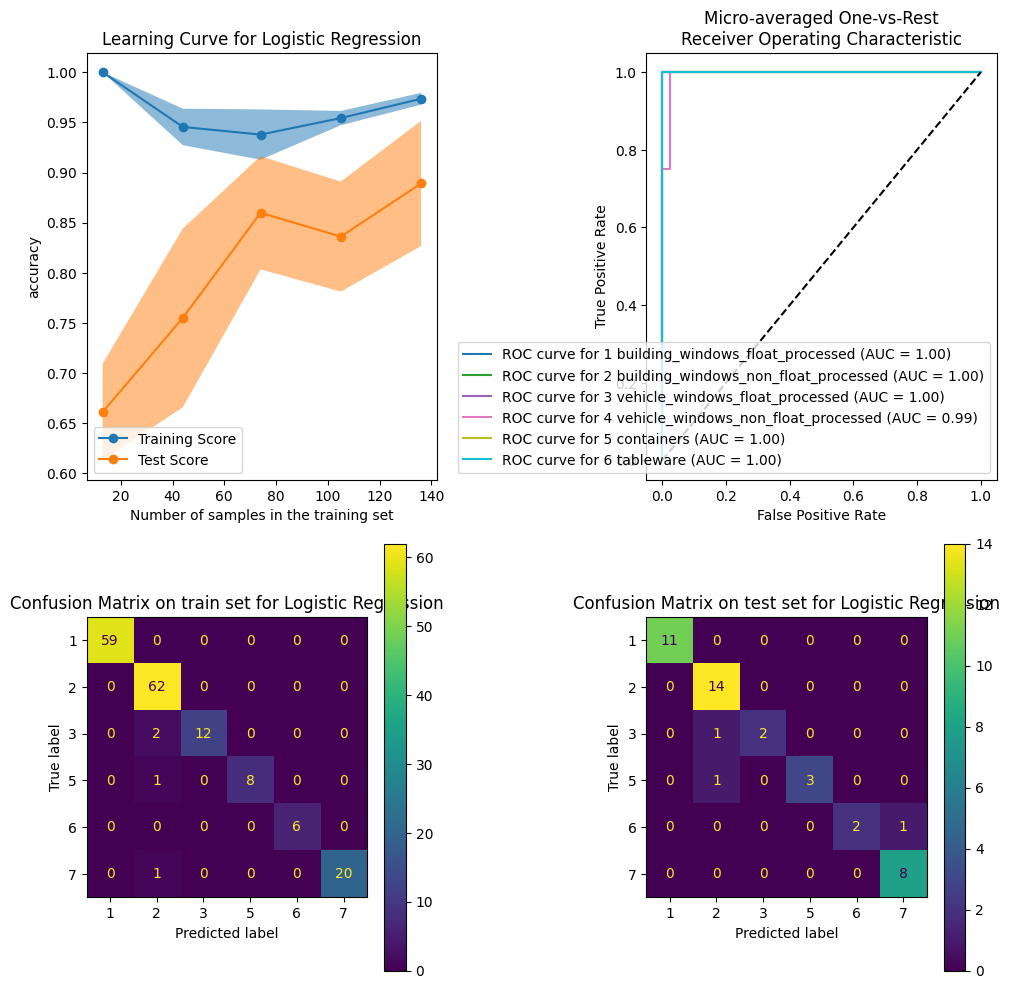 Learning Curve for Logistic Regression
1.00
0.95
0.90
0.85
0.80
0.75
0.70
0.65
0.60
accuracy
Training Score
Test Score
20 40 60 80 100 120 140
Number of samples in the training set
Micro-averaged One-vs-Rest
Receiver Operating Characteristic
1.0
0.8
0.6
0.4
0.2
0.0
True Positive Rate
ROC curve for 1 building_windows_float_processed (AUC = 1.00)
ROC curve for 2 building_windows_non_float_processed (AUC = 1.00)
ROC curve for 3 vehicle_windows_float_processed (AUC = 1.00)
ROC curve for 4 vehicle_windows_non_float_processed (AUC = 0.99)
ROC curve for 5 containers (AUC = 1.00)
ROC curve for 6 tableware (AUC = 1.00)
0.0 0.2 0.4 0.6 0.8 1.0
False Positive Rate
Confusion Matrix on train set for Logistic Regression
1 59 0 0 0 0 0
2 0 62 0 0 0 0
3 0 2 12 0 0 0
5 0 1 0 8 0 0
6 0 0 0 0 6 0
7 0 1 0 0 0 20
True label
1 2 3 5 6 7
Predicted label
60
50
40
30
20
10
0
Confusion Matrix on test set for Logistic Regression
1 11 0 0 0 0 0
2 0 14 0 0 0 0
3 0 1 2 0 0 0
5 0 1 0 3 0 0
6 0 0 0 0 2 1
7 0 0 0 0 0 8
True label
1 2 3 5 6 7
Predicted label
14
12
10
8
6
4
2
0